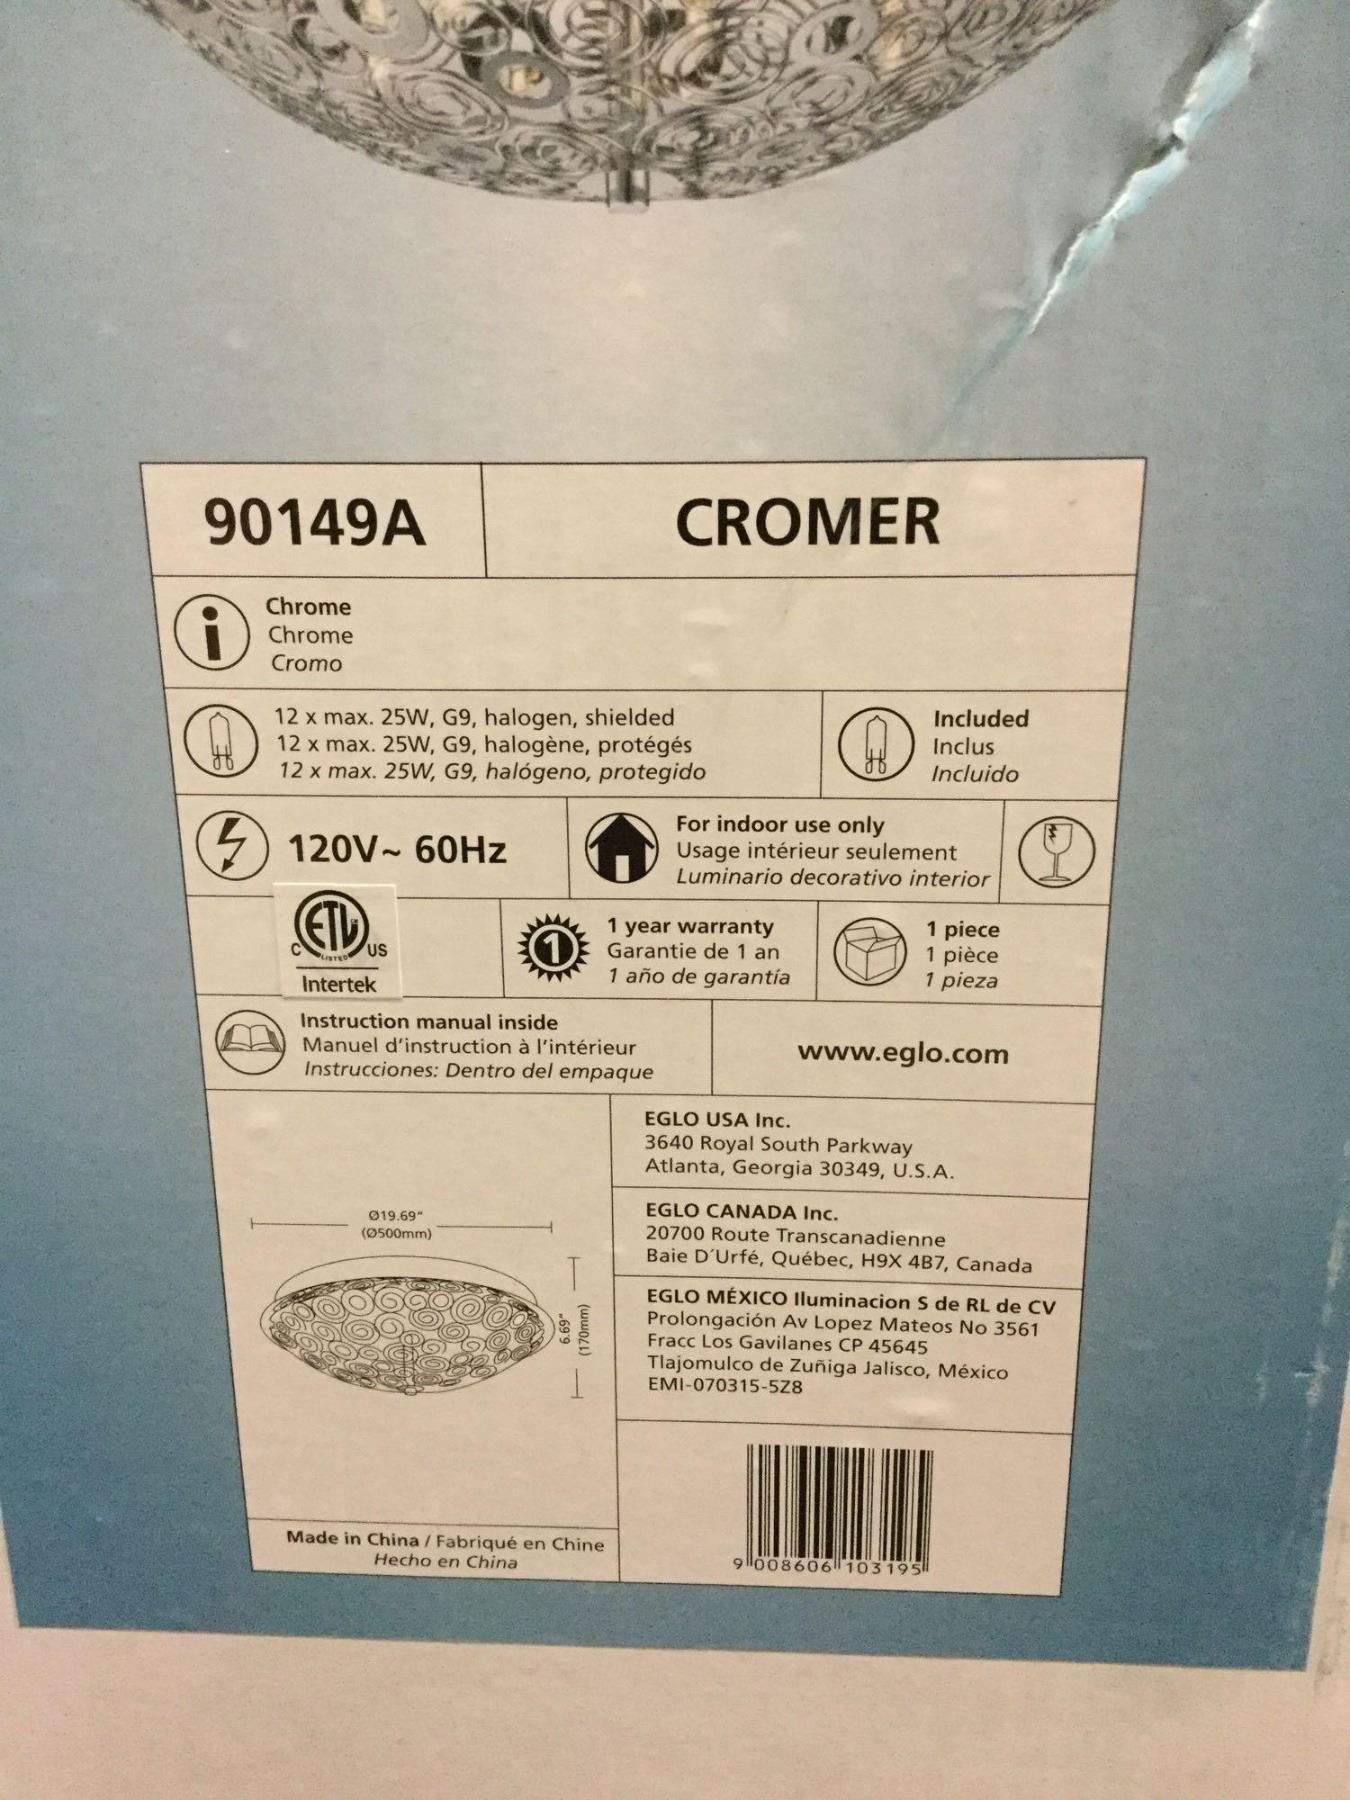 90149A
CROMER
Chrome
Chrome
Cromo
12 x max. 25W, G9, halogen, shielded
12 x max. 25W, G9, halogène, protégés
12 x max. 25W, G9, halógeno, protegido
Included
Inclus
Incluido
120V~ 60Hz
For indoor use only
Usage intérieur seulement
Luminario decorativo interior
ETL
CM
C
LISTED
US
Intertek
1
1 year warranty
Garantie de 1 an
1 año de garantía
1 piece
1 pièce
1 pieza
Instruction manual inside
Manuel d'instruction à l'intérieur
Instrucciones: Dentro del empaque
www.eglo.com
EGLO USA Inc.
3640 Royal South Parkway
Atlanta, Georgia 30349, U.S.A.
EGLO CANADA Inc.
20700 Route Transcanadienne
Baie D´Urfé, Québec, H9X 4B7, Canada
EGLO MÉXICO Iluminacion S de RL de CV
Prolongación Av Lopez Mateos No 3561
Fracc Los Gavilanes CP 45645
Tlajomulco de Zuñiga Jalisco, México
EMI-070315-5Z8
Ø19.69"
(Ø500mm)
6.69"
(170mm)
Made in China / Fabriqué en Chine
Hecho en China
9 008606 103195